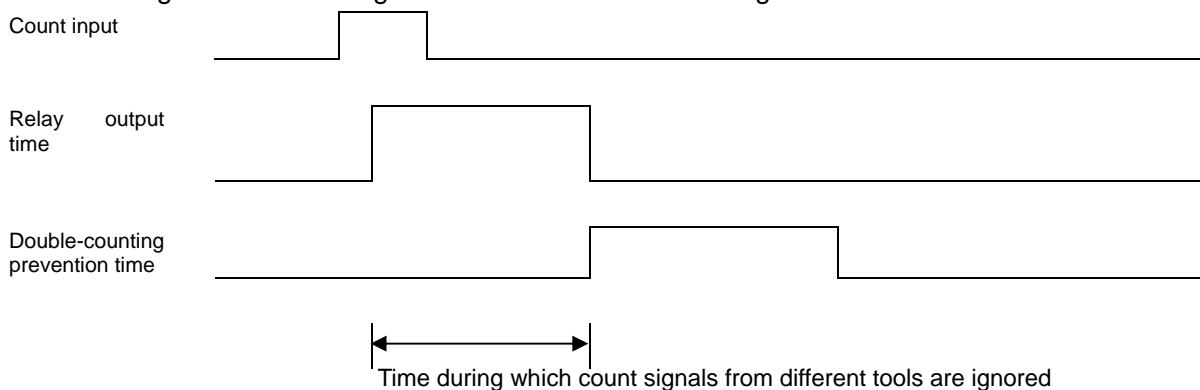 Count input
Relay output
time
Double-counting
prevention time
Time during which count signals from different tools are ignored